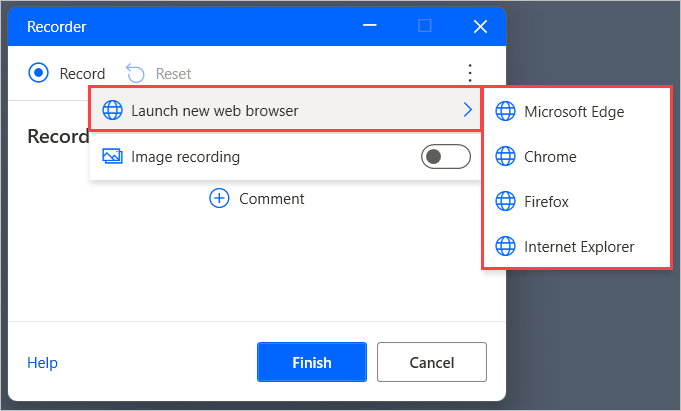 Recorder
Record
Reset
Launch new web browser
Microsoft Edge
Record
Image recording
Chrome
Comment
Firefox
Internet Explorer
Help
Finish
Cancel